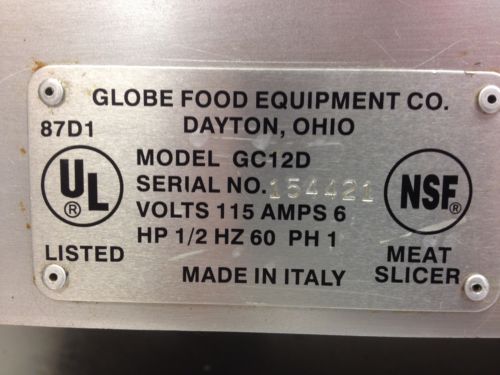 GLOBE FOOD EQUIPMENT CO.
DAYTON, OHIO
87D1
UL
®
LISTED
MODEL GC12D
SERIAL NO. 154421
VOLTS 115 AMPS 6
HP 1/2 HZ 60 PH 1
MADE IN ITALY
NSF
®
MEAT
SLICER